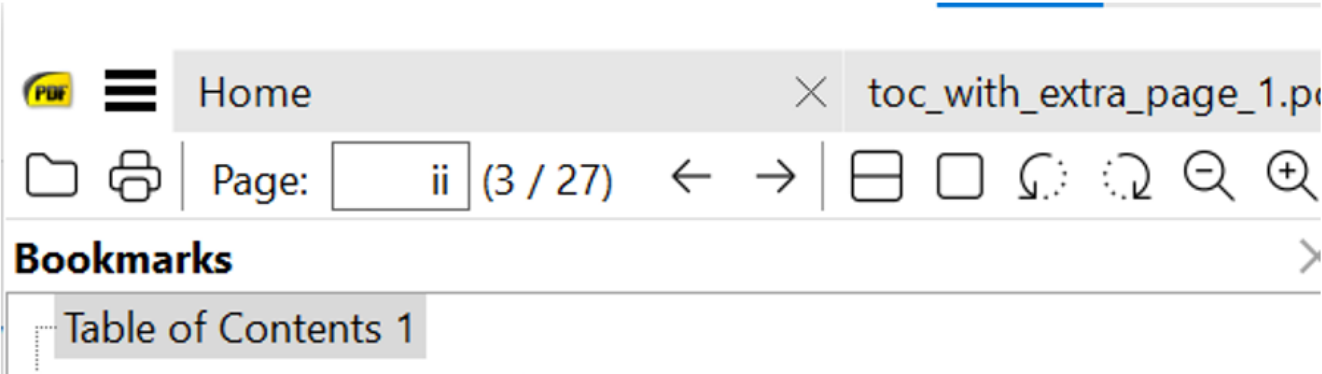 PDF Home toc_with_extra_page_1.p
Page: ii (3 / 27)
Bookmarks
Table of Contents 1